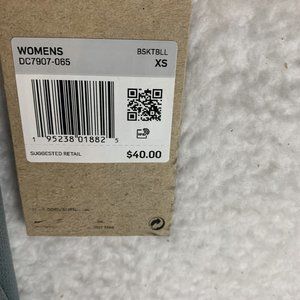 WOMENS BSKTBLL
DC7907-065 XS
1 95238 01882 5
SUGGESTED RETAIL $40.00